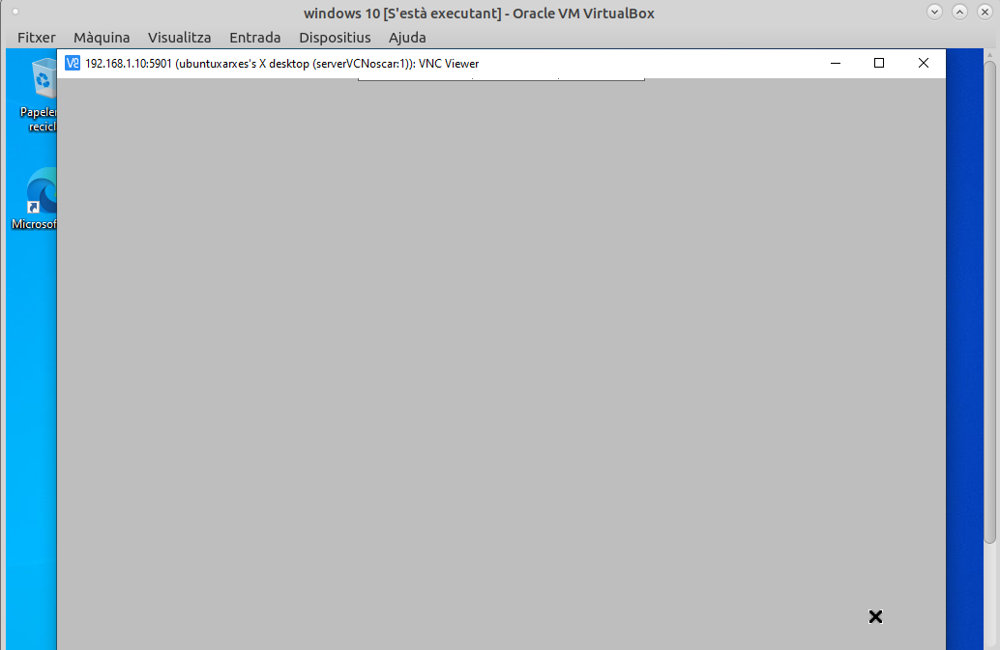 windows 10 [S'està executant] - Oracle VM VirtualBox
Fitxer Màquina Visualitza Entrada Dispositius Ajuda
192.168.1.10:5901 (ubuntuxarxes's X desktop (serverVCNoscar:1)): VNC Viewer
Papeler
recicl
Microsof